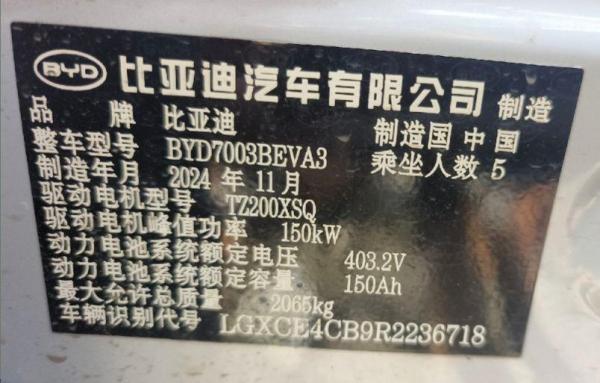 BYD 比亚迪汽车有限公司 制造
品牌 比亚迪 制造国 中国
整车型号 BYD7003BEVA3 乘坐人数 5
制造年月 2024 年 11 月
驱动电机型号 TZ200XSQ
驱动电机峰值功率 150kW
动力电池系统额定电压 403.2V
动力电池系统额定容量 150Ah
最大允许总质量 2065kg
车辆识别代号 LGXCE4CB9R2236718